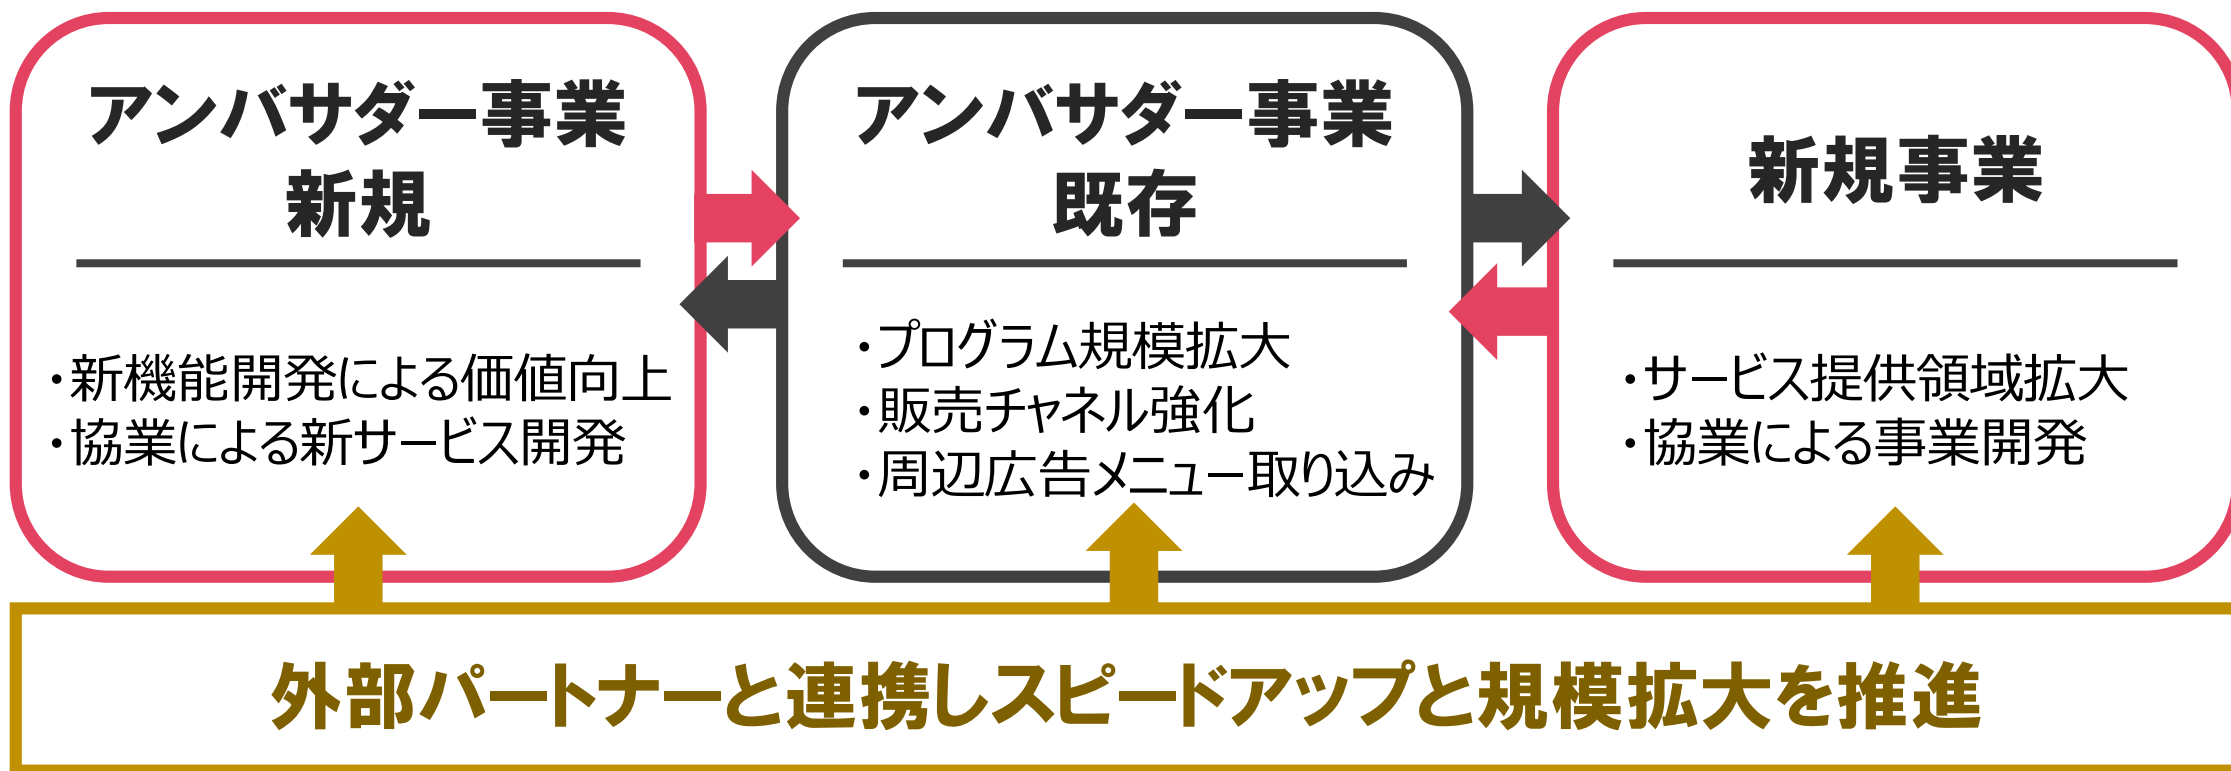 アンバサダー事業
新規
・新機能開発による価値向上
・協業による新サービス開発
アンバサダー事業
既存
・プログラム規模拡大
・販売チャネル強化
・周辺広告メニュー取り込み
新規事業
・サービス提供領域拡大
・協業による事業開発
外部パートナーと連携しスピードアップと規模拡大を推進